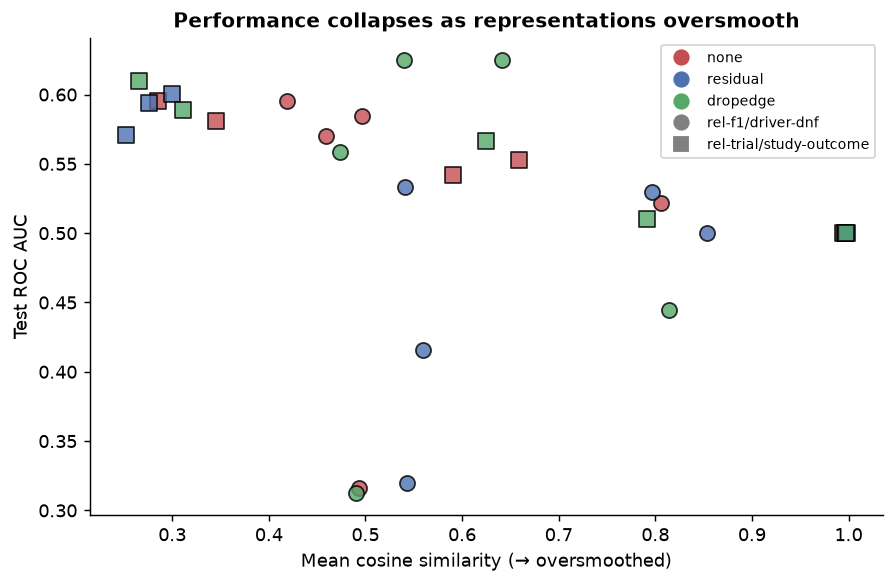 Performance collapses as representations oversmooth
none
residual
dropedge
rel-f1/driver-dnf
rel-trial/study-outcome
Test ROC AUC
0.60
0.55
0.50
0.45
0.40
0.35
0.30
0.3 0.4 0.5 0.6 0.7 0.8 0.9 1.0
Mean cosine similarity (→ oversmoothed)